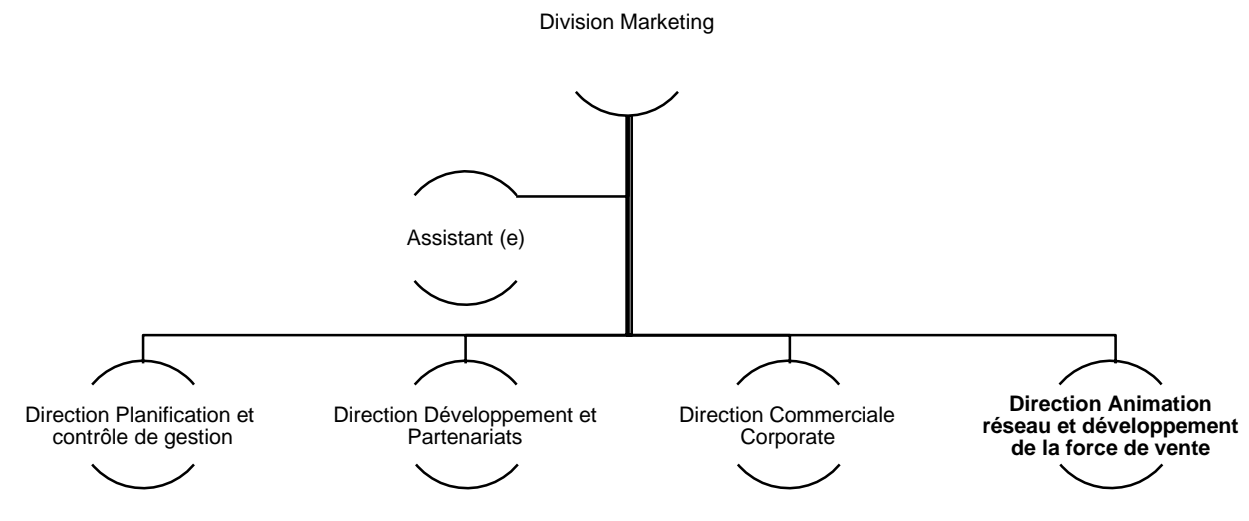 Division Marketing
Assistant (e)
Direction Planification et
contrôle de gestion
Direction Développement et
Partenariats
Direction Commerciale
Corporate
Direction Animation
réseau et développement
de la force de vente